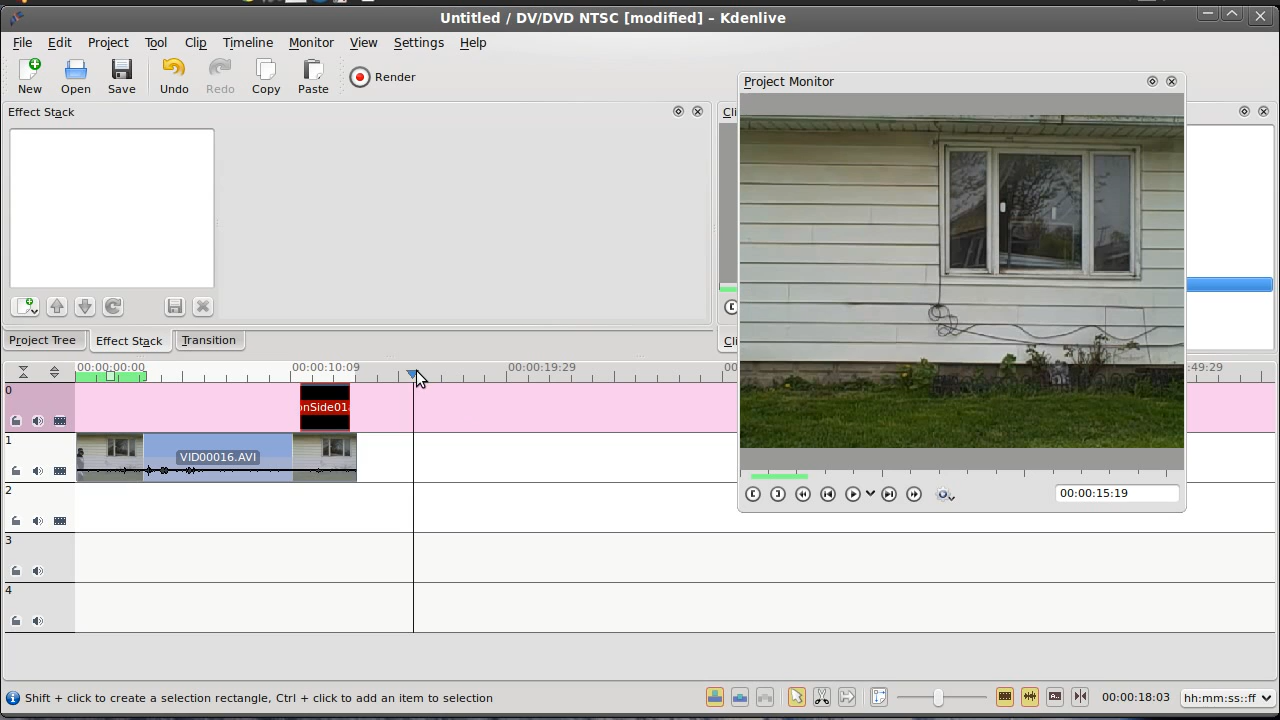 Untitled / DV/DVD NTSC [modified] – Kdenlive
File Edit Project Tool Clip Timeline Monitor View Settings Help
New Open Save Undo Redo Copy Paste Render
Effect Stack
Cli
Project Monitor
00:00:15:19
Project Tree Effect Stack Transition
Cli
00:00:00:00 00:00:10:09 00:00:19:29 00 :49:29
0
onSide01
1
VID00016.AVI
2
3
4
Shift + click to create a selection rectangle, Ctrl + click to add an item to selection
00:00:18:03 hh:mm:ss::ff